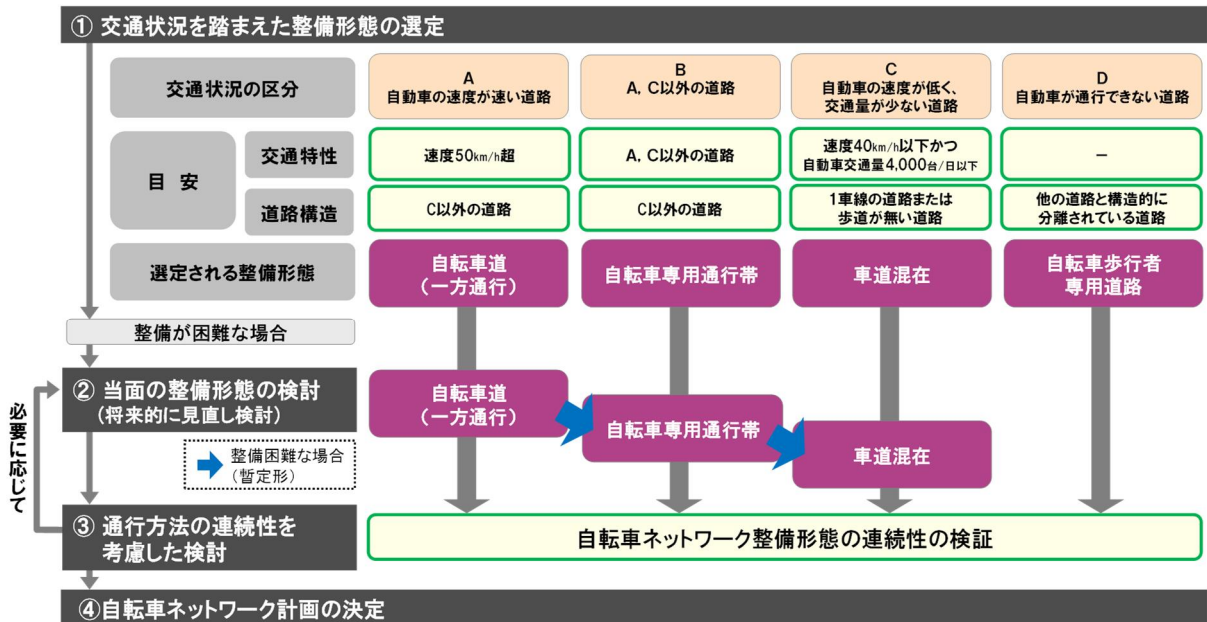 ① 交通状況を踏まえた整備形態の選定
交通状況の区分
A
自動車の速度が速い道路
B
A, C以外の道路
C
自動車の速度が低く、
交通量が少ない道路
D
自動車が通行できない道路
目 安
交通特性
速度50km/h超
A, C以外の道路
速度40km/h以下かつ
自動車交通量4,000台/日以下
－
道路構造
C以外の道路
C以外の道路
1車線の道路または
歩道が無い道路
他の道路と構造的に
分離されている道路
選定される整備形態
自転車道
(一方通行)
自転車専用通行帯
車道混在
自転車歩行者
専用道路
整備が困難な場合
② 当面の整備形態の検討
(将来的に見直し検討)
自転車道
(一方通行)
自転車専用通行帯
車道混在
整備困難な場合
(暫定形)
必要に応じて
③ 通行方法の連続性を
考慮した検討
自転車ネットワーク整備形態の連続性の検証
④自転車ネットワーク計画の決定